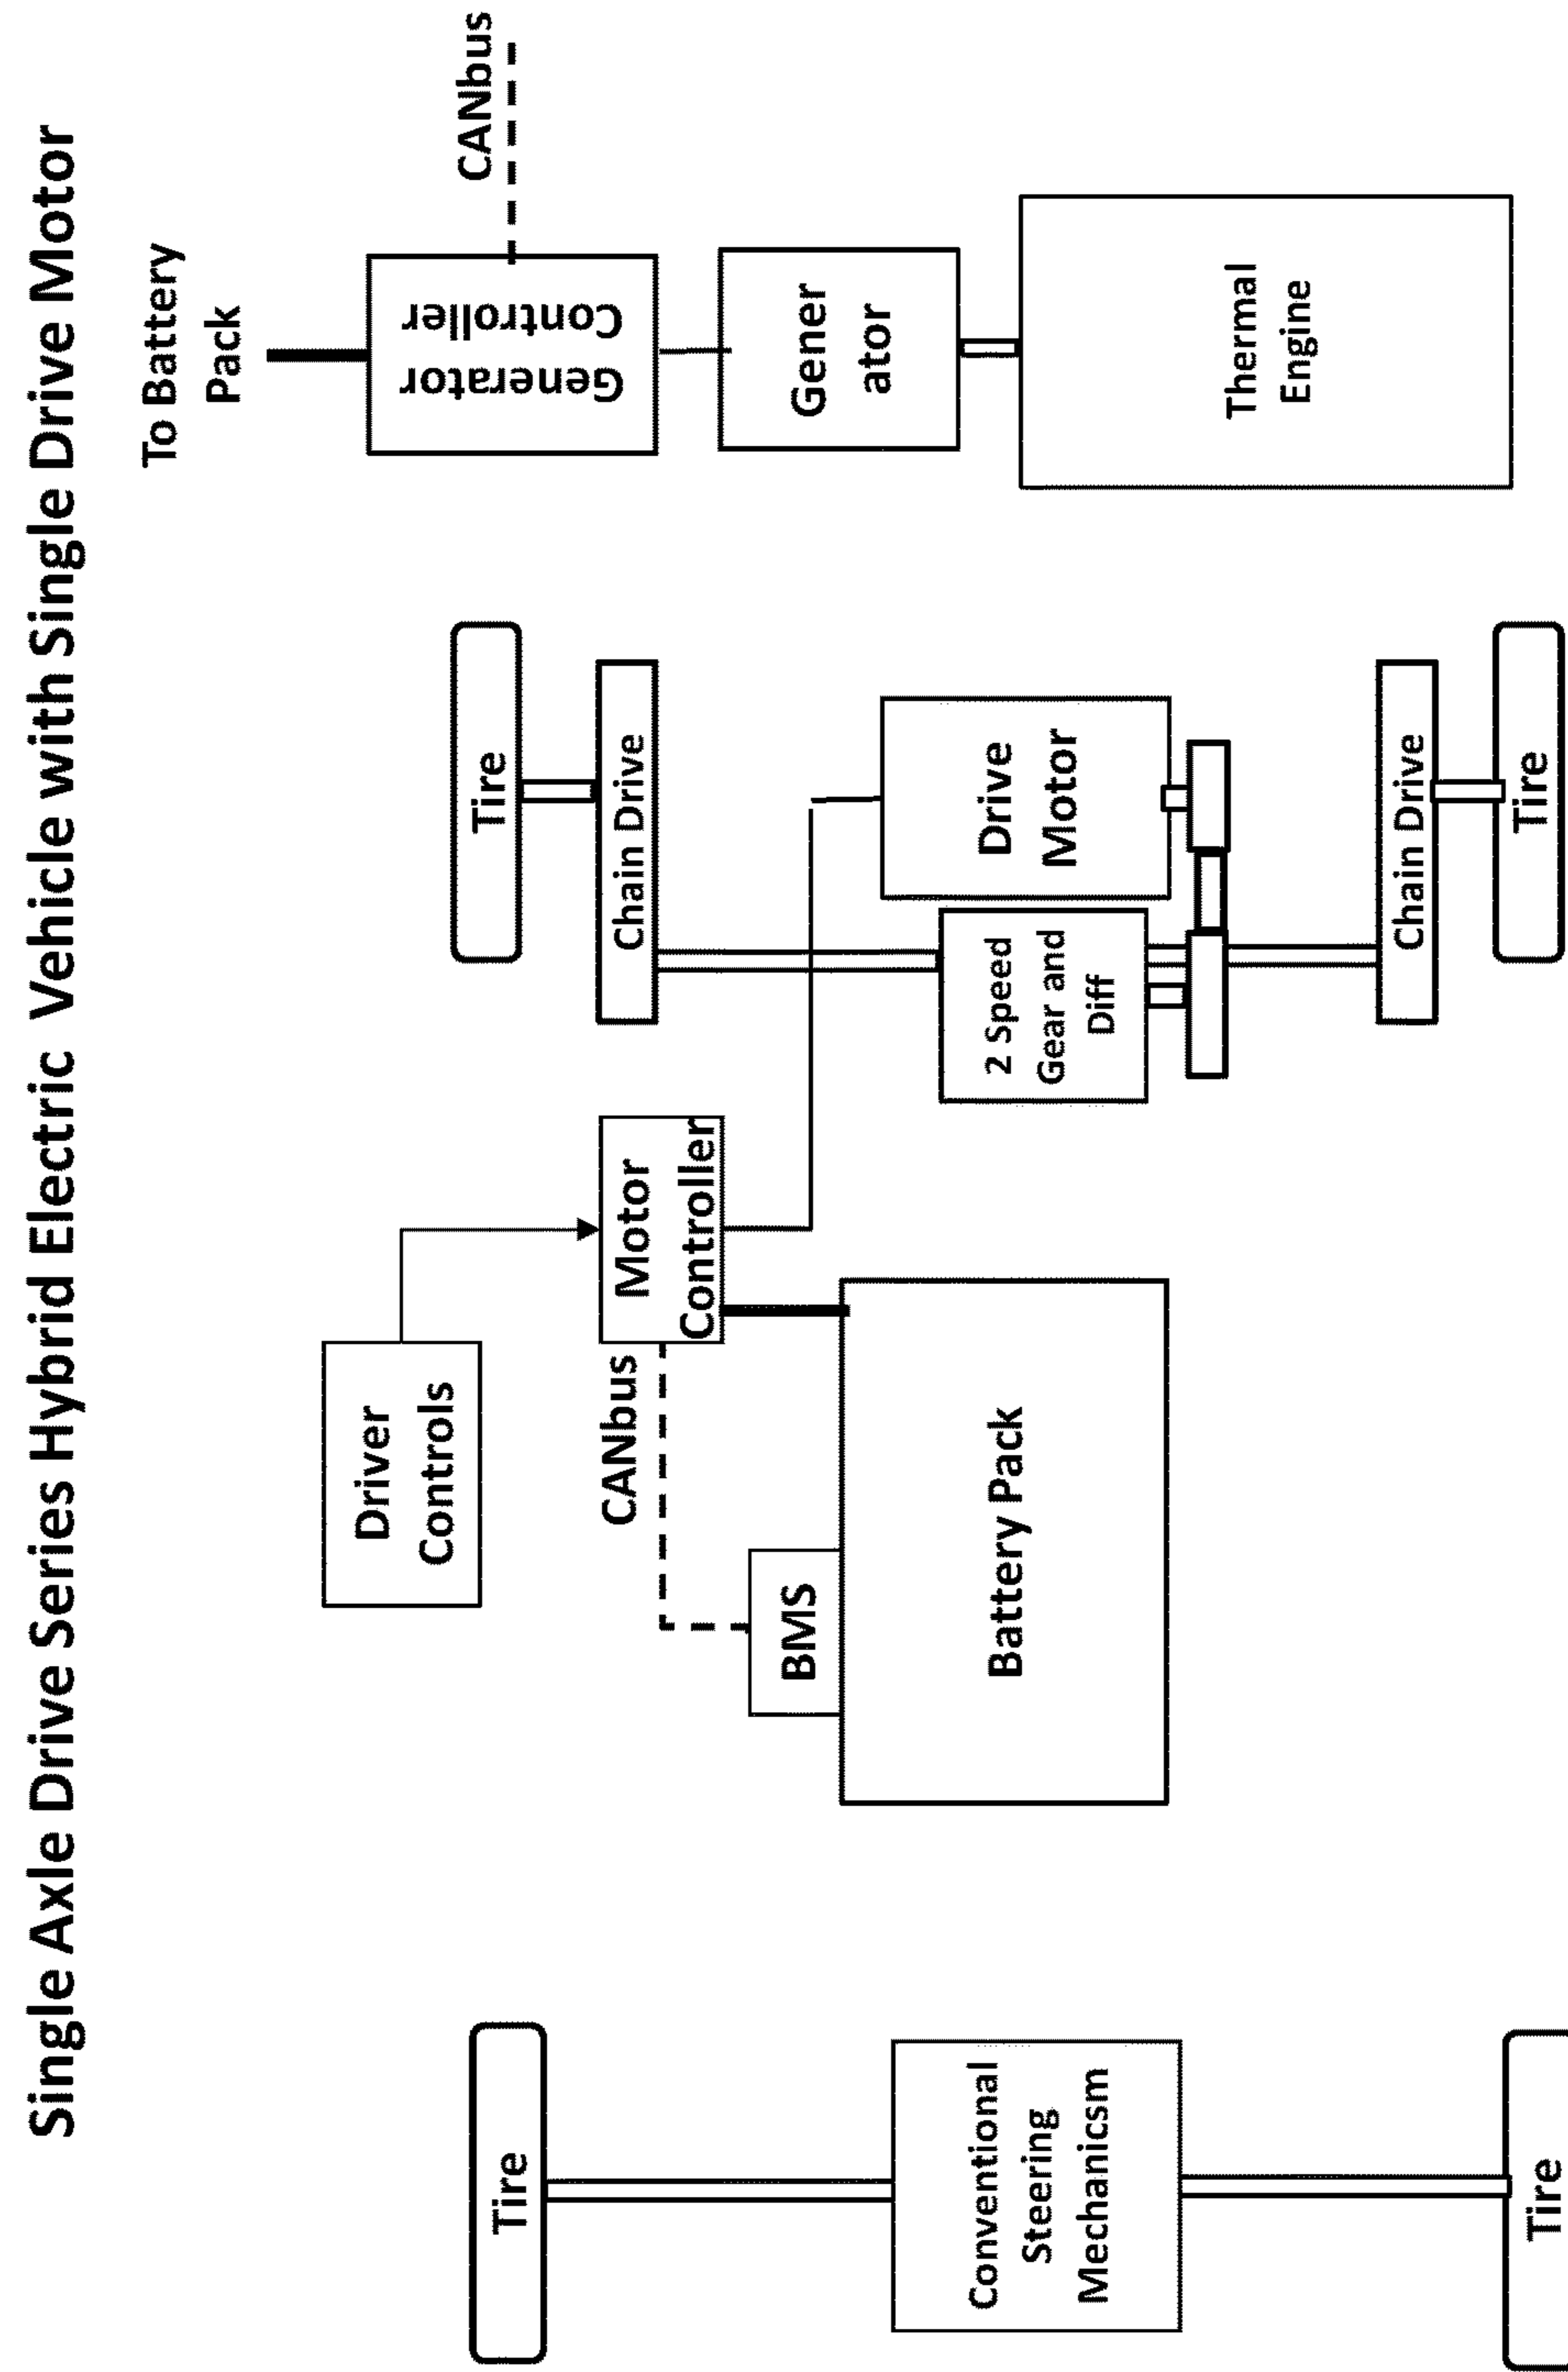 Single Axle Drive Series Hybrid Electric Vehicle with Single Drive Motor
To Battery
Pack
CANbus
Generator
Controller
Gener
ator
Thermal
Engine
Tire
Chain Drive
Drive
Motor
2 Speed
Gear and
Diff
Chain Drive
Tire
Driver
Controls
Motor
Controller
CANbus
BMS
Battery Pack
Tire
Conventional
Steering
Mechanicsm
Tire